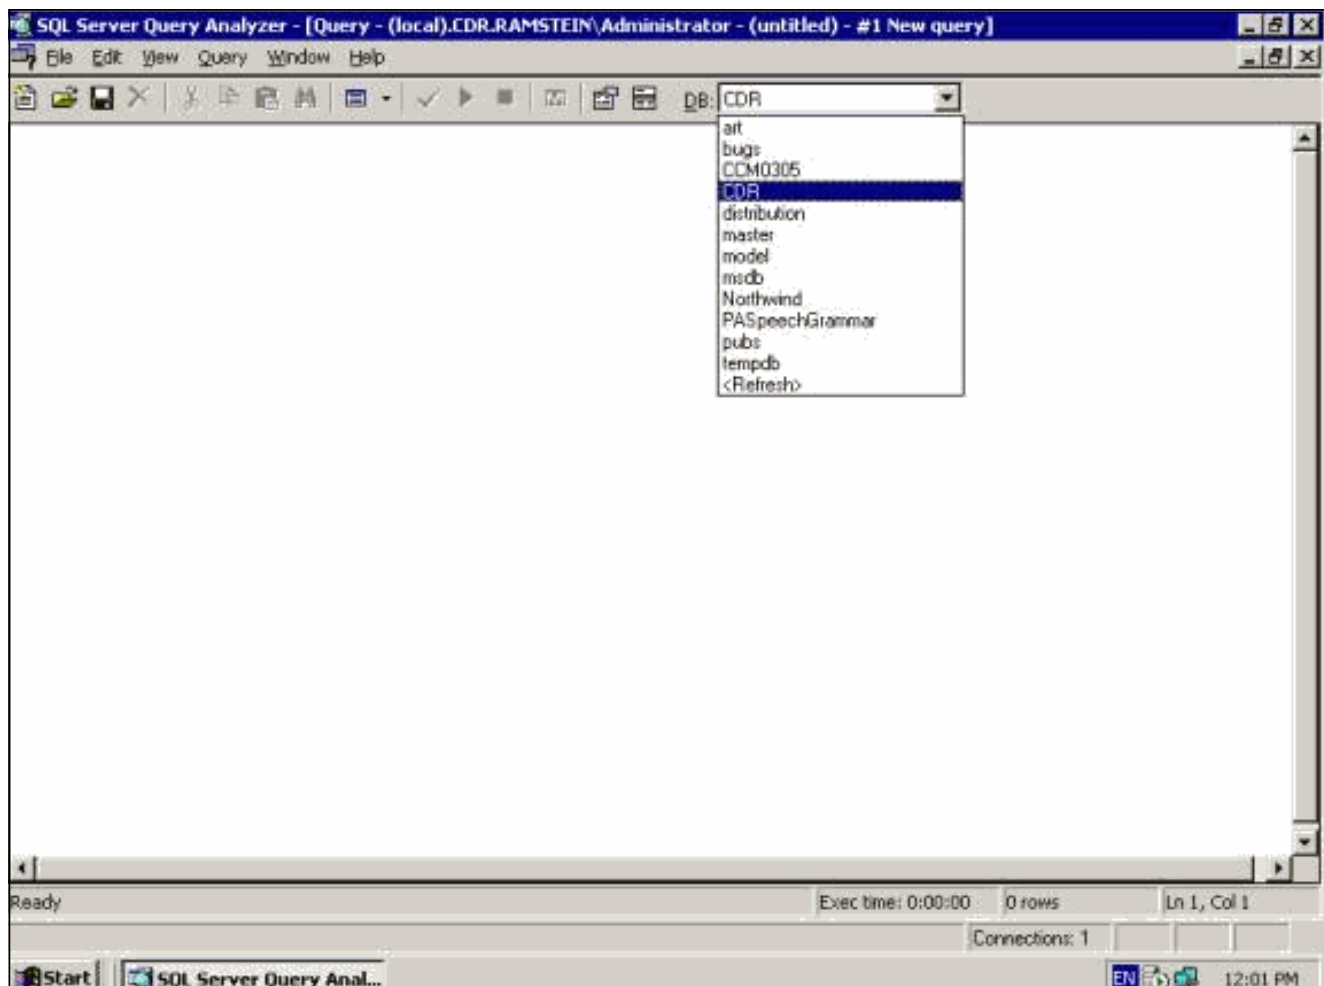 SQL Server Query Analyzer - [Query - (local).CDR.RAMSTEIN\Administrator - (untitled) - #1 New query]
File Edit View Query Window Help
DB: CDR
art
bugs
CCM0305
CDR
distribution
master
model
msdb
Northwind
PASpeechGrammar
pubs
tempdb
<Refresh>
Ready Exec time: 0:00:00 0 rows Ln 1, Col 1
Connections: 1
Start SQL Server Query Anal... EN 12:01 PM